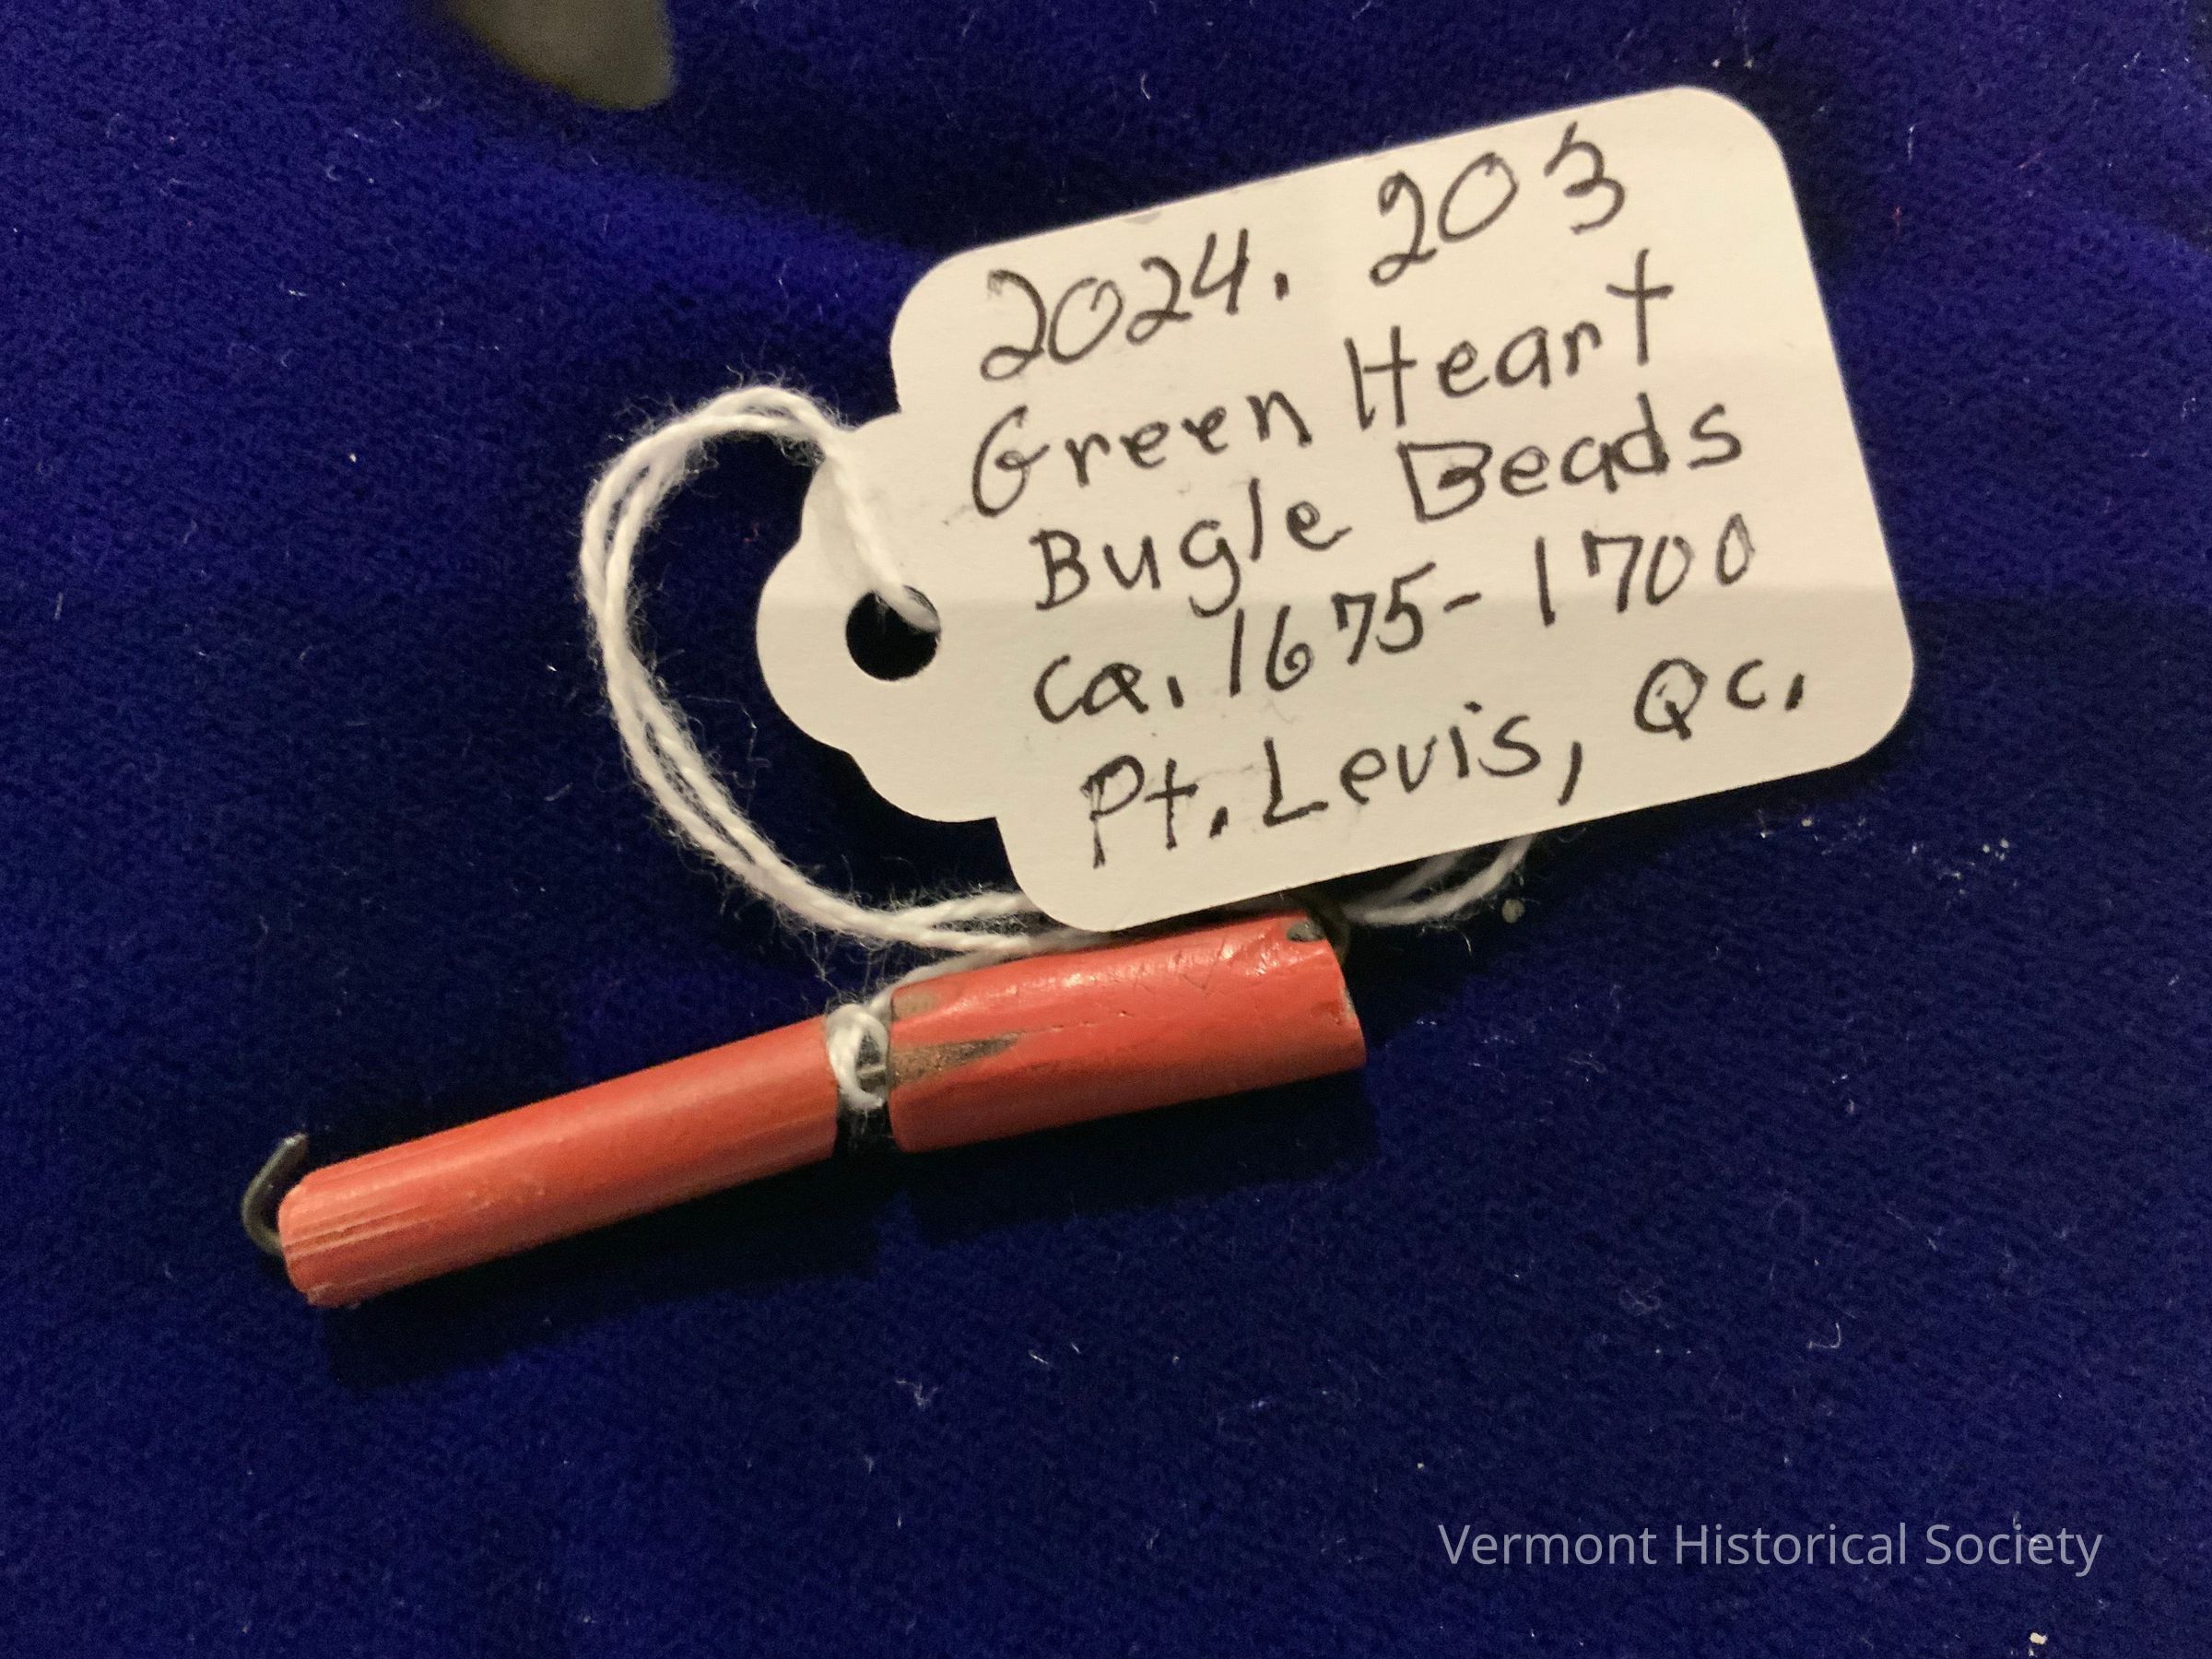 2024. 203
Green Heart
Bugle Beads
ca. 1675-1700
Pt. Levis, Qc.
Vermont Historical Society